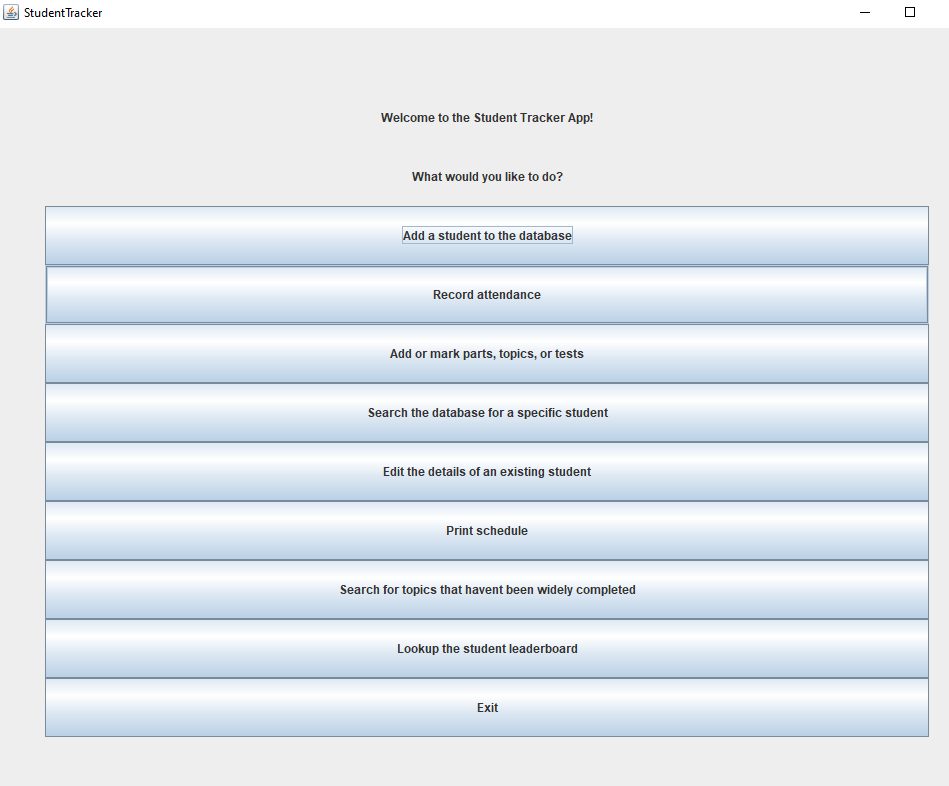 StudentTracker
Welcome to the Student Tracker App!
What would you like to do?
Add a student to the database
Record attendance
Add or mark parts, topics, or tests
Search the database for a specific student
Edit the details of an existing student
Print schedule
Search for topics that havent been widely completed
Lookup the student leaderboard
Exit